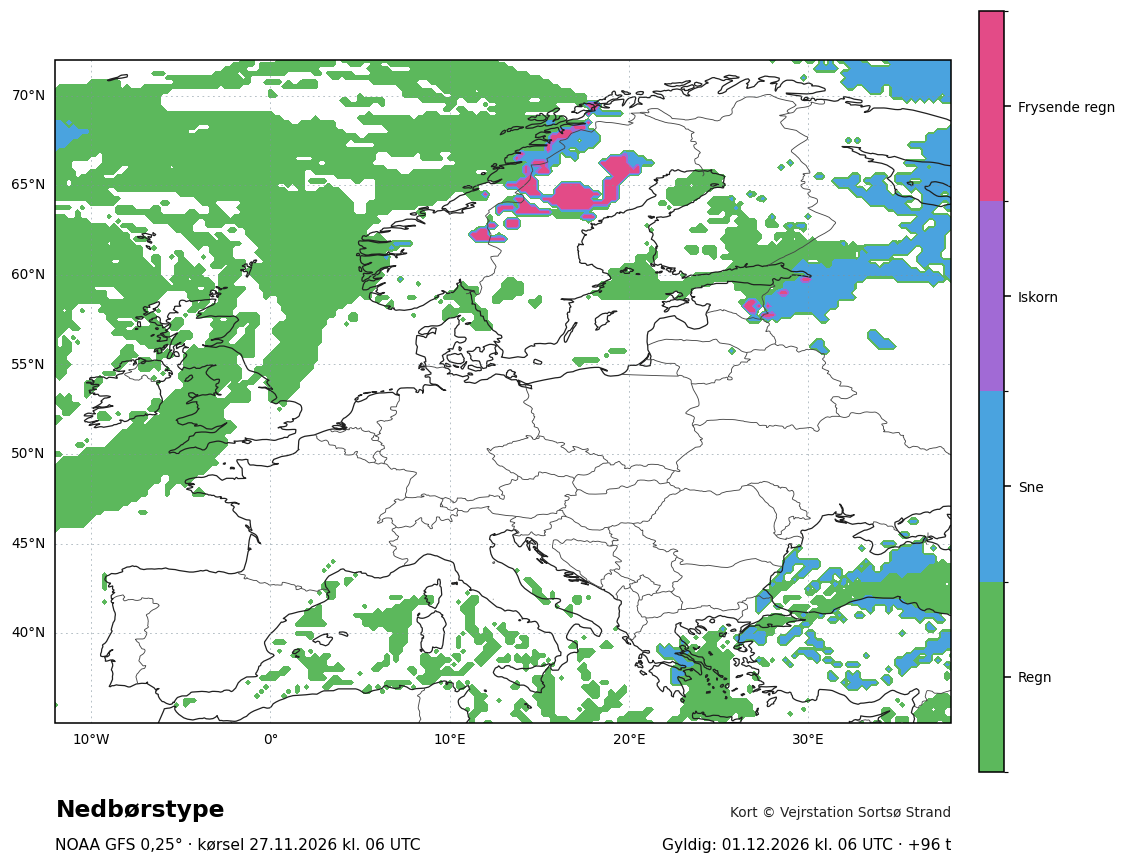 70°N
65°N
60°N
55°N
50°N
45°N
40°N
10°W
0°
10°E
20°E
30°E
Frysende regn
Iskorn
Sne
Regn
Nedbørstype
Kort © Vejrstation Sortsø Strand
NOAA GFS 0,25° · kørsel 27.11.2026 kl. 06 UTC
Gyldig: 01.12.2026 kl. 06 UTC · +96 t